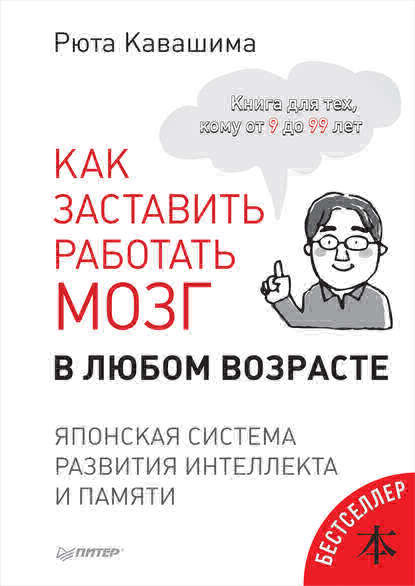 Рюта Кавашима
Книга для тех,
кому от 9 до 99 лет
КАК
ЗАСТАВИТЬ
РАБОТАТЬ
МОЗГ
В ЛЮБОМ ВОЗРАСТЕ
ЯПОНСКАЯ СИСТЕМА
РАЗВИТИЯ ИНТЕЛЛЕКТА
И ПАМЯТИ
БЕСТСЕЛЛЕР
本
ПИТЕР